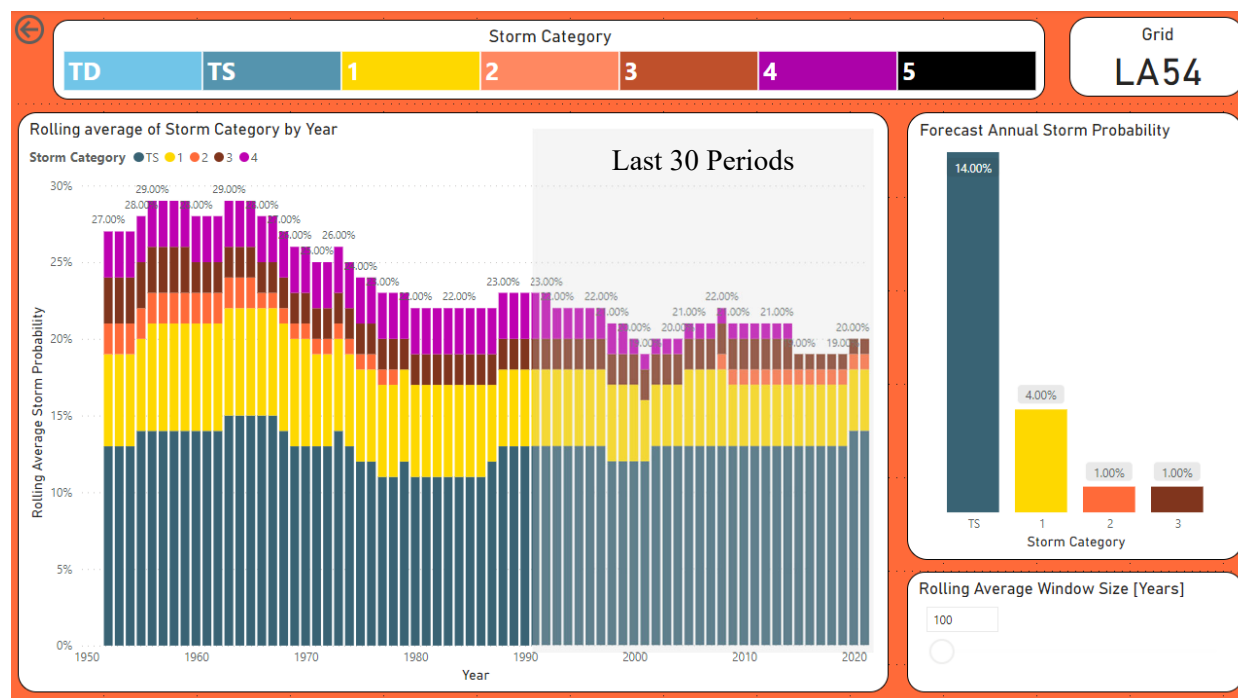 Storm Category
TD TS 1 2 3 4 5
Grid
LA54
Rolling average of Storm Category by Year
Storm Category TS 1 2 3 4
Last 30 Periods
30%
29.00% 29.00%
28.00%
27.00%
26.00%
25%
23.00% 23.00%
22.00% 22.00% 22.00%
21.00% 21.00%
20.00%
20%
19.00%
15%
10%
5%
0%
Rolling Average Storm Probability
1950 1960 1970 1980 1990 2000 2010 2020
Year
Forecast Annual Storm Probability
14.00%
4.00%
1.00% 1.00%
TS 1 2 3
Storm Category
Rolling Average Window Size [Years]
100